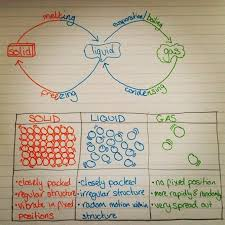 melting
evaporation/boiling
solid
liquid
gas
freezing
condensing
SOLID
LIQUID
GAS
•closely packed
•regular structure
•vibrate in fixed
positions
•closely packed
•irregular structure
•random motion within
structure
•no fixed position
•move rapidly & randomly
•very spread out